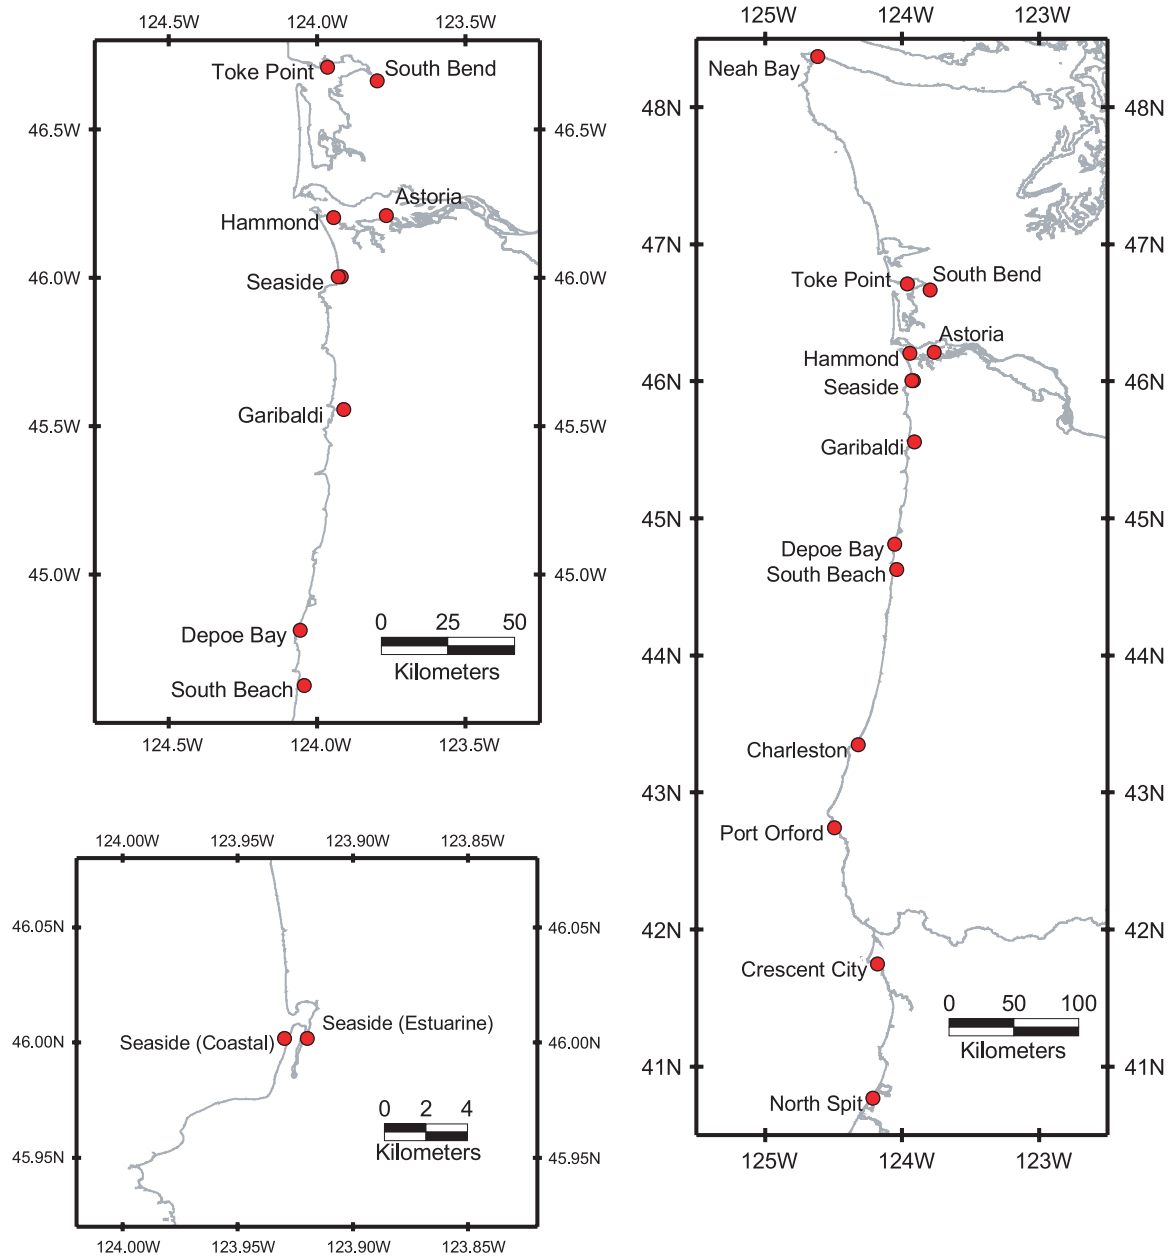 124.5W 124.0W 123.5W
Toke Point South Bend
46.5W 46.5W
Astoria
Hammond
46.0W Seaside 46.0W
Garibaldi
45.5W 45.5W
45.0W 45.0W
0 25 50
Kilometers
Depoe Bay
South Beach
124.5W 124.0W 123.5W
124.00W 123.95W 123.90W 123.85W
46.05N 46.05N
Seaside (Estuarine)
46.00N Seaside (Coastal) 46.00N
0 2 4
Kilometers
45.95N 45.95N
124.00W 123.95W 123.90W 123.85W
125W 124W 123W
Neah Bay
48N 48N
47N 47N
Toke Point South Bend
Astoria
Hammond
46N Seaside 46N
Garibaldi
45N 45N
Depoe Bay
South Beach
44N 44N
Charleston
43N 43N
Port Orford
42N 42N
Crescent City
0 50 100
Kilometers
41N 41N
North Spit
125W 124W 123W